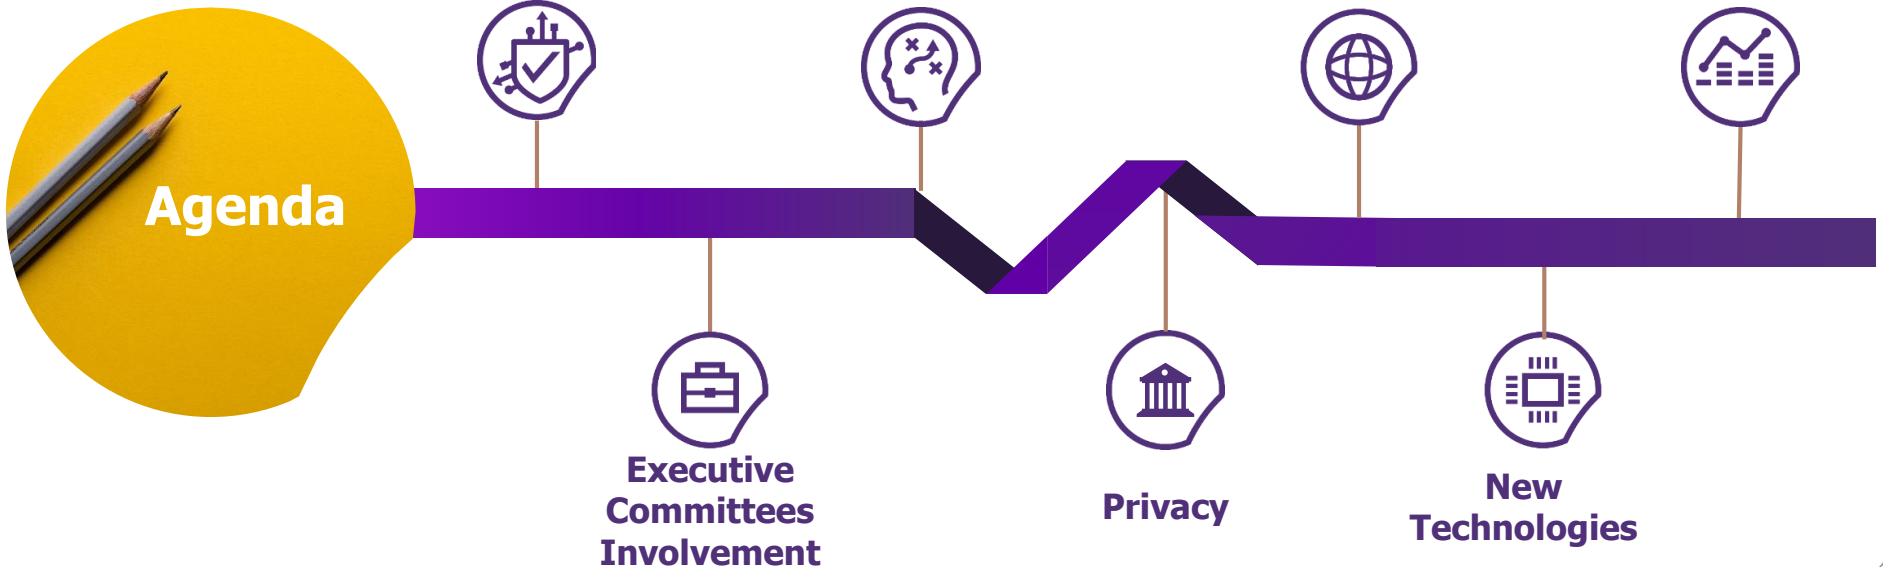 Agenda
Executive
Committees
Involvement
Privacy
New
Technologies